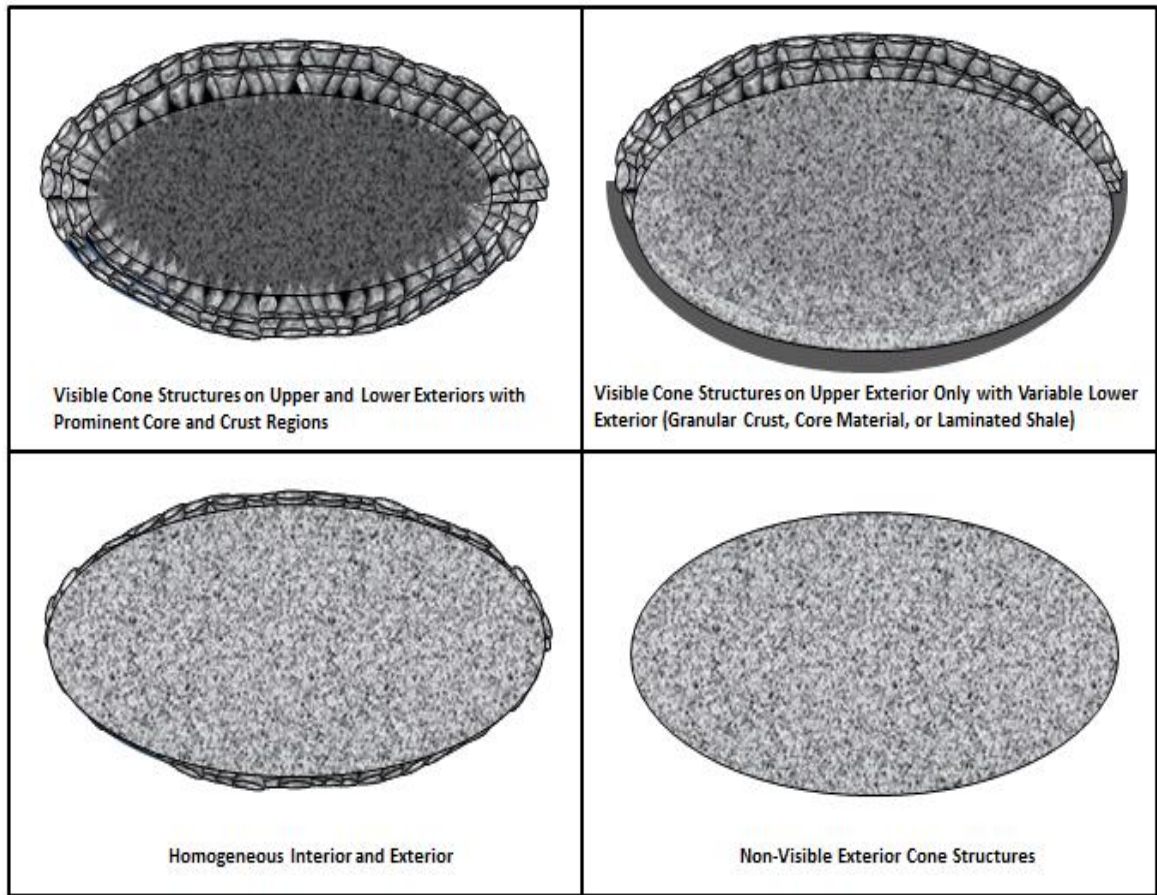 Visible Cone Structures on Upper and Lower Exteriors with
Prominent Core and Crust Regions
Visible Cone Structures on Upper Exterior Only with Variable Lower
Exterior (Granular Crust, Core Material, or Laminated Shale)
Homogeneous Interior and Exterior
Non-Visible Exterior Cone Structures